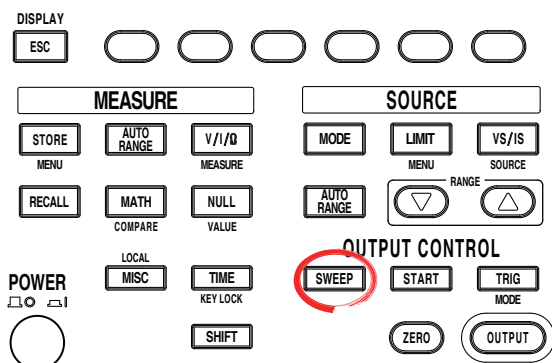 DISPLAY
ESC
MEASURE
SOURCE
STORE
AUTO RANGE
V/I/Ω
MODE
LIMIT
VS/IS
MENU
MEASURE
MENU
SOURCE
RECALL
MATH
NULL
AUTO RANGE
RANGE
COMPARE
VALUE
OUTPUT CONTROL
LOCAL
POWER
MISC
TIME
SWEEP
START
TRIG
KEY LOCK
MODE
SHIFT
ZERO
OUTPUT